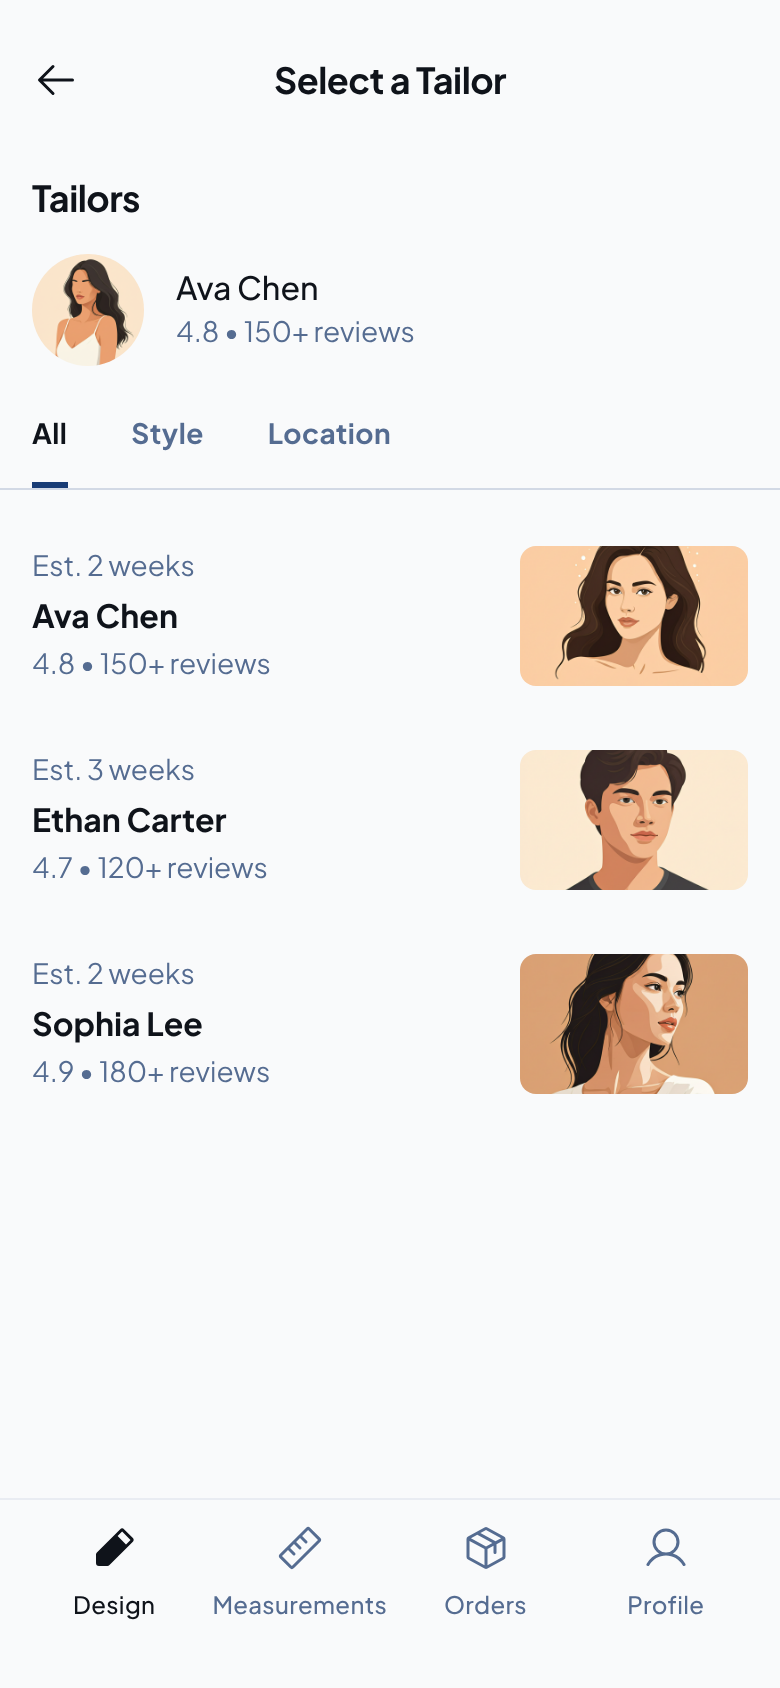 Select a Tailor
Tailors
Ava Chen
4.8 • 150+ reviews
All Style Location
Est. 2 weeks
Ava Chen
4.8 • 150+ reviews
Est. 3 weeks
Ethan Carter
4.7 • 120+ reviews
Est. 2 weeks
Sophia Lee
4.9 • 180+ reviews
Design Measurements Orders Profile